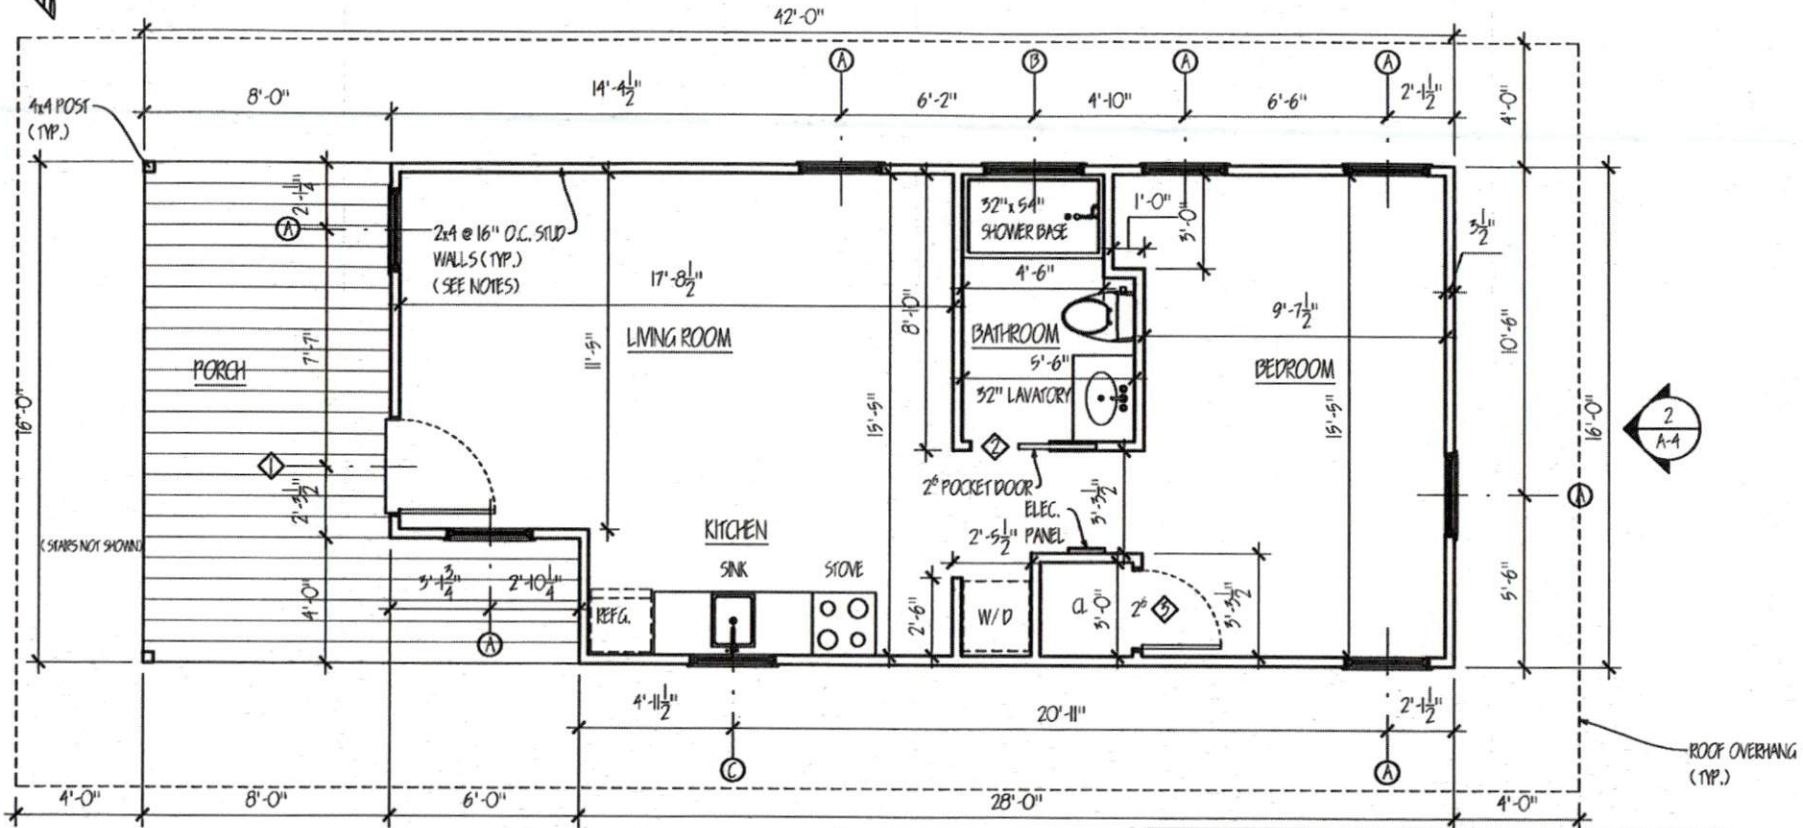 42'-0"
8'-0"
14'-4 1/2"
A
6'-2"
B
4'-10"
A
6'-6"
A
2'-1 1/2"
4'-0"
4x4 POST
(TYP.)
2'-1 1/4"
A
2x4 @ 16" O.C. STUD
WALLS (TYP.)
(SEE NOTES)
32" x 54"
SHOWER BASE
1'-0"
3'-0"
3 1/2"
17'-8 1/2"
4'-6"
8'-10"
9'-7 1/2"
10'-6"
LIVING ROOM
BATHROOM
7'-7"
11'-5"
5'-6"
PORCH
BEDROOM
32" LAVATORY
16'-0"
15'-5"
15'-5"
16'-0"
2
A-4
1
2
2'-3 1/2"
2⁶ POCKET DOOR
3'-3 1/2"
A
ELEC.
PANEL
KITCHEN
2'-5 1/2"
(STAIRS NOT SHOWN)
SINK
STOVE
3'-1 3/4"
2'-10 1/4"
4'-0"
REFG.
2'-6"
W/D
CL
3'-0"
2⁶
3
3'-3 1/2"
5'-6"
A
4'-11 1/2"
20'-11"
2'-1 1/2"
C
A
ROOF OVERHANG
(TYP.)
4'-0"
8'-0"
6'-0"
28'-0"
4'-0"